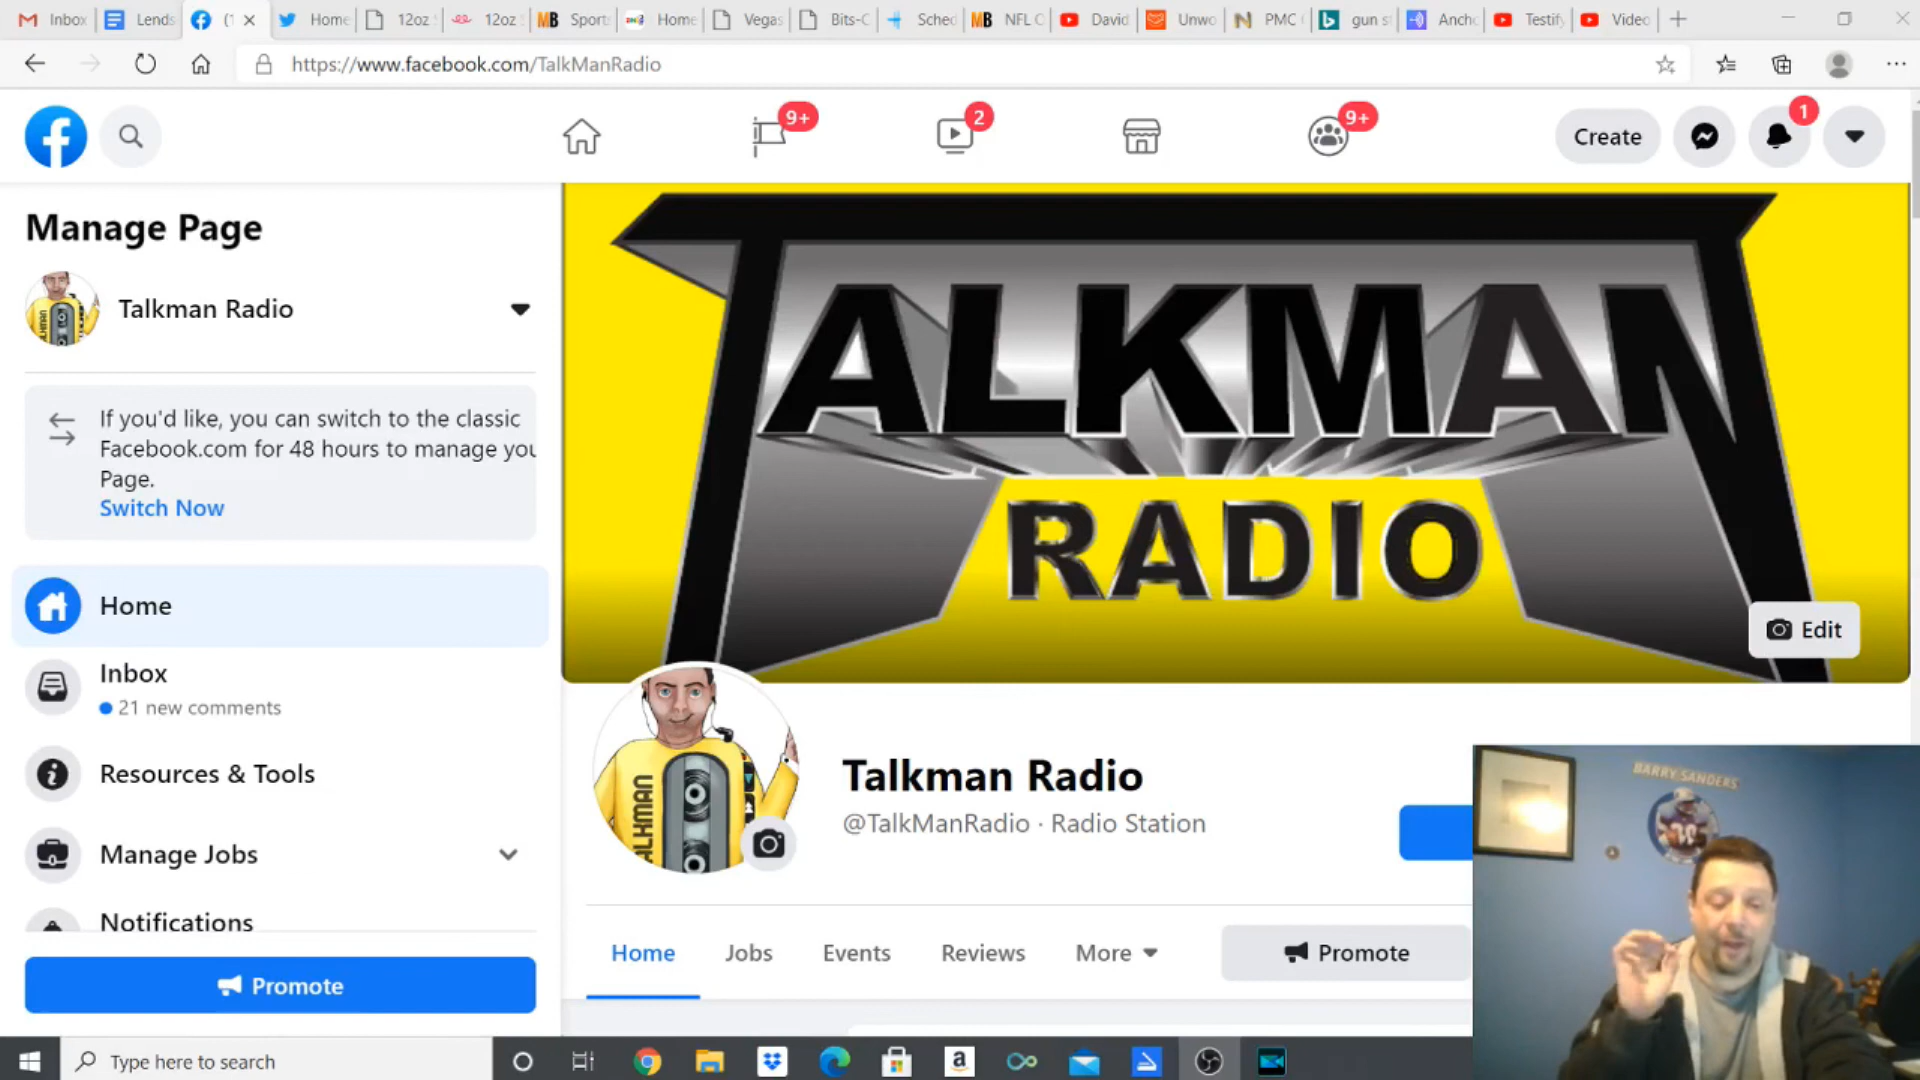 Inbox
Lends
(1
Home
12oz
12oz
Sports
Home
Vegas
Bits-C
Sched
NFL O
David
Unwo
PMC
gun s
Ancho
Testify
Video
https://www.facebook.com/TalkManRadio
9+
2
9+
Create
1
Manage Page
Talkman Radio
If you'd like, you can switch to the classic
Facebook.com for 48 hours to manage you
Page.
Switch Now
Home
Inbox
21 new comments
Resources & Tools
Manage Jobs
Notifications
Promote
TALKMAN
RADIO
Edit
TALKMAN
Talkman Radio
@TalkManRadio · Radio Station
BARRY SANDERS
Home
Jobs
Events
Reviews
More
Promote
Type here to search